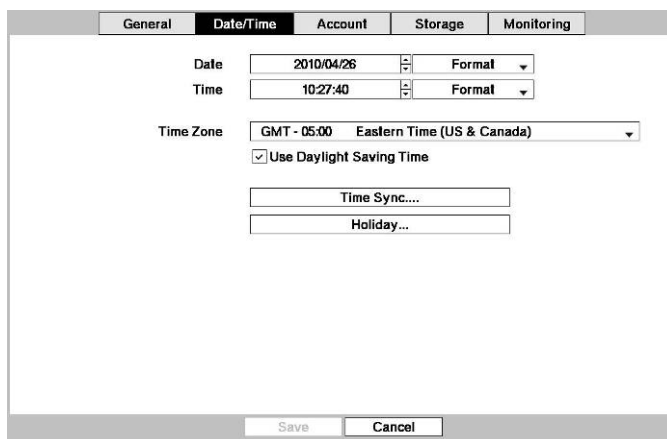 General Date/Time Account Storage Monitoring
Date 2010/04/26 Format
Time 10:27:40 Format
Time Zone GMT - 05:00 Eastern Time (US & Canada)
Use Daylight Saving Time
Time Sync....
Holiday...
Save Cancel